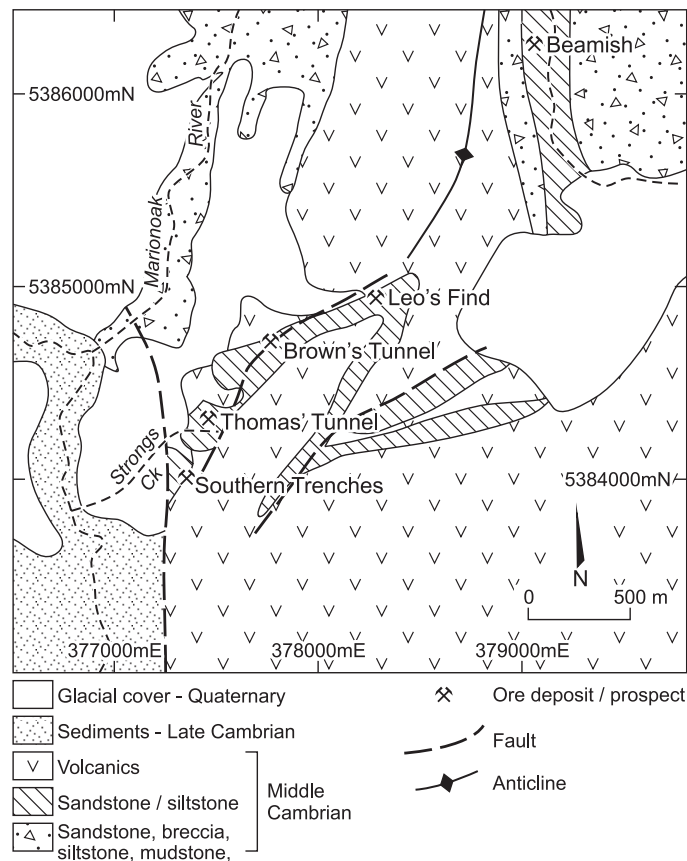 Beamish
5386000mN
River
Marionoak
5385000mN
Leo's Find
Brown's Tunnel
Thomas' Tunnel
Strongs
Ck
Southern Trenches
5384000mN
N
0 500 m
377000mE 378000mE 379000mE
Glacial cover - Quaternary
Sediments - Late Cambrian
Volcanics
Sandstone / siltstone
Sandstone, breccia,
siltstone, mudstone,
Middle
Cambrian
Ore deposit / prospect
Fault
Anticline